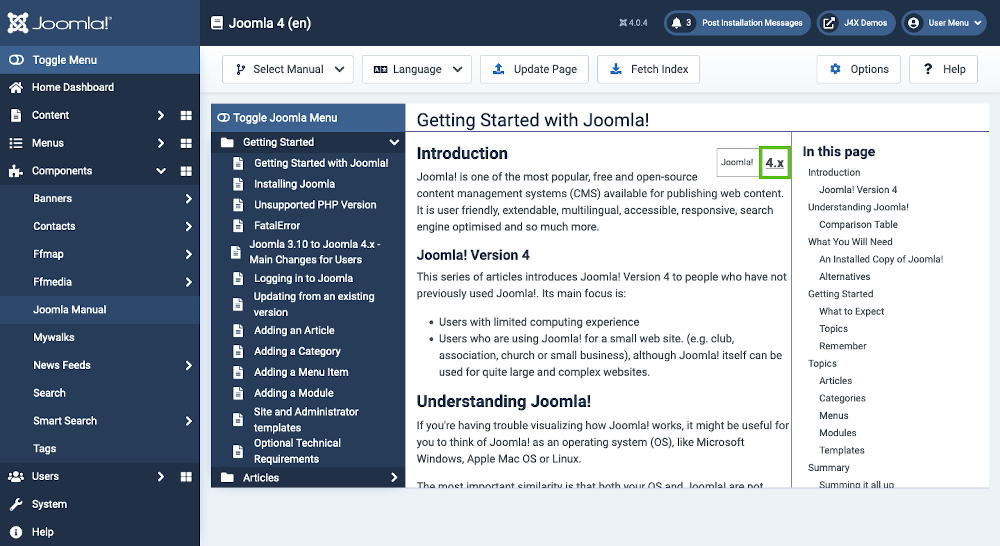 Joomla!
Joomla 4 (en)
4.0.4
3 Post Installation Messages
J4X Demos
User Menu
Toggle Menu
Home Dashboard
Content
Menus
Components
Banners
Contacts
Ffmap
Ffmedia
Joomla Manual
Mywalks
News Feeds
Search
Smart Search
Tags
Users
System
Help
Select Manual
Language
Update Page
Fetch Index
Options
? Help
Toggle Joomla Menu
Getting Started
Getting Started with Joomla!
Installing Joomla
Unsupported PHP Version
FatalError
Joomla 3.10 to Joomla 4.x -
Main Changes for Users
Logging in to Joomla
Updating from an existing
version
Adding an Article
Adding a Category
Adding a Menu Item
Adding a Module
Site and Administrator
templates
Optional Technical
Requirements
Articles
Getting Started with Joomla!
Introduction
Joomla! 4.x
Joomla! is one of the most popular, free and open-source
content management systems (CMS) available for publishing web content.
It is user friendly, extendable, multilingual, accessible, responsive, search
engine optimised and so much more.
Joomla! Version 4
This series of articles introduces Joomla! Version 4 to people who have not
previously used Joomla!. Its main focus is:
• Users with limited computing experience
• Users who are using Joomla! for a small web site. (e.g. club,
association, church or small business), although Joomla! itself can be
used for quite large and complex websites.
Understanding Joomla!
If you're having trouble visualizing how Joomla! works, it might be useful for
you to think of Joomla! as an operating system (OS), like Microsoft
Windows, Apple Mac OS or Linux.
The most important similarity is that both your OS and Joomla! are not
In this page
Introduction
Joomla! Version 4
Understanding Joomla!
Comparison Table
What You Will Need
An Installed Copy of Joomla!
Alternatives
Getting Started
What to Expect
Topics
Remember
Topics
Articles
Categories
Menus
Modules
Templates
Summary
Summing it all up